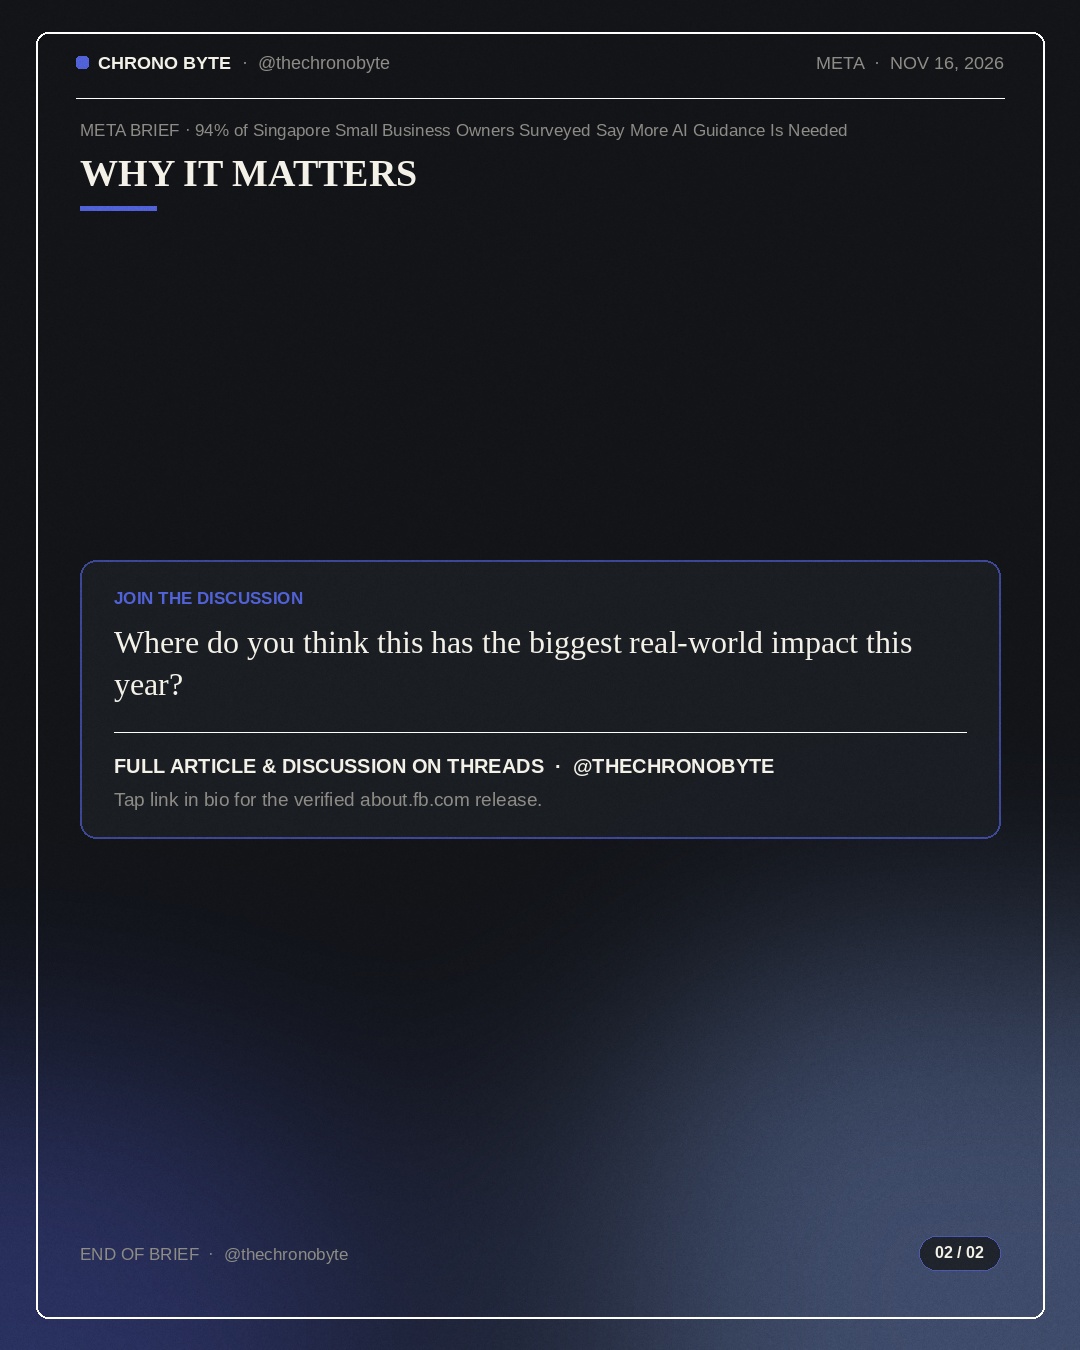 CHRONO BYTE · @thechronobyte
META · NOV 16, 2026
META BRIEF · 94% of Singapore Small Business Owners Surveyed Say More AI Guidance Is Needed
WHY IT MATTERS
JOIN THE DISCUSSION
Where do you think this has the biggest real-world impact this
year?
FULL ARTICLE & DISCUSSION ON THREADS · @THECHRONOBYTE
Tap link in bio for the verified about.fb.com release.
END OF BRIEF · @thechronobyte
02 / 02